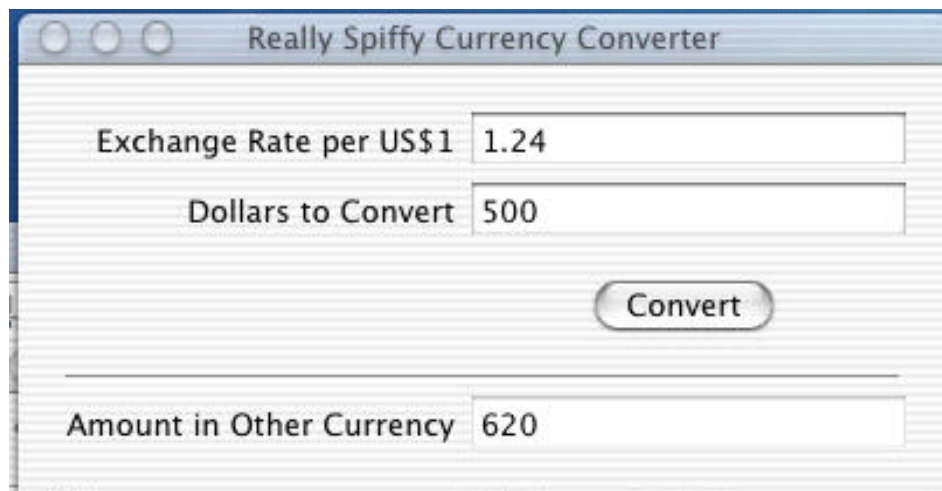 Really Spiffy Currency Converter
Exchange Rate per US$1 1.24
Dollars to Convert 500
Convert
Amount in Other Currency 620